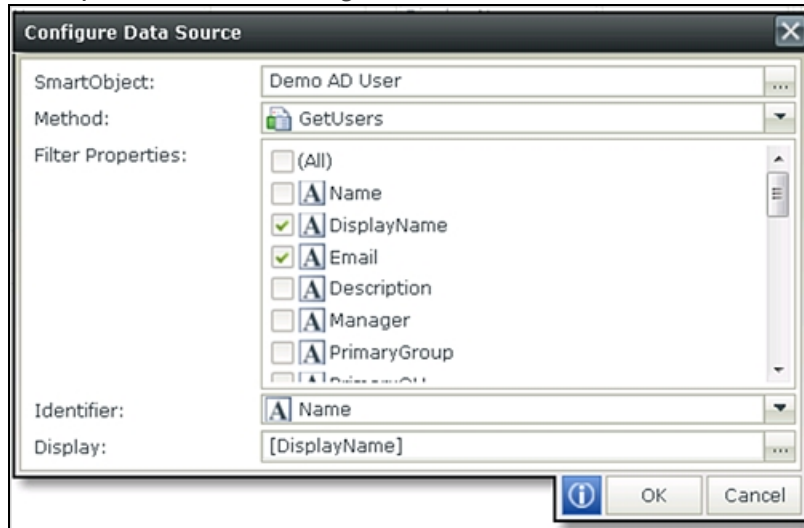 Configure Data Source
SmartObject: Demo AD User ...
Method: GetUsers
Filter Properties: (All)
A Name
A DisplayName
A Email
A Description
A Manager
A PrimaryGroup
Identifier: A Name
Display: [DisplayName] ...
i OK Cancel